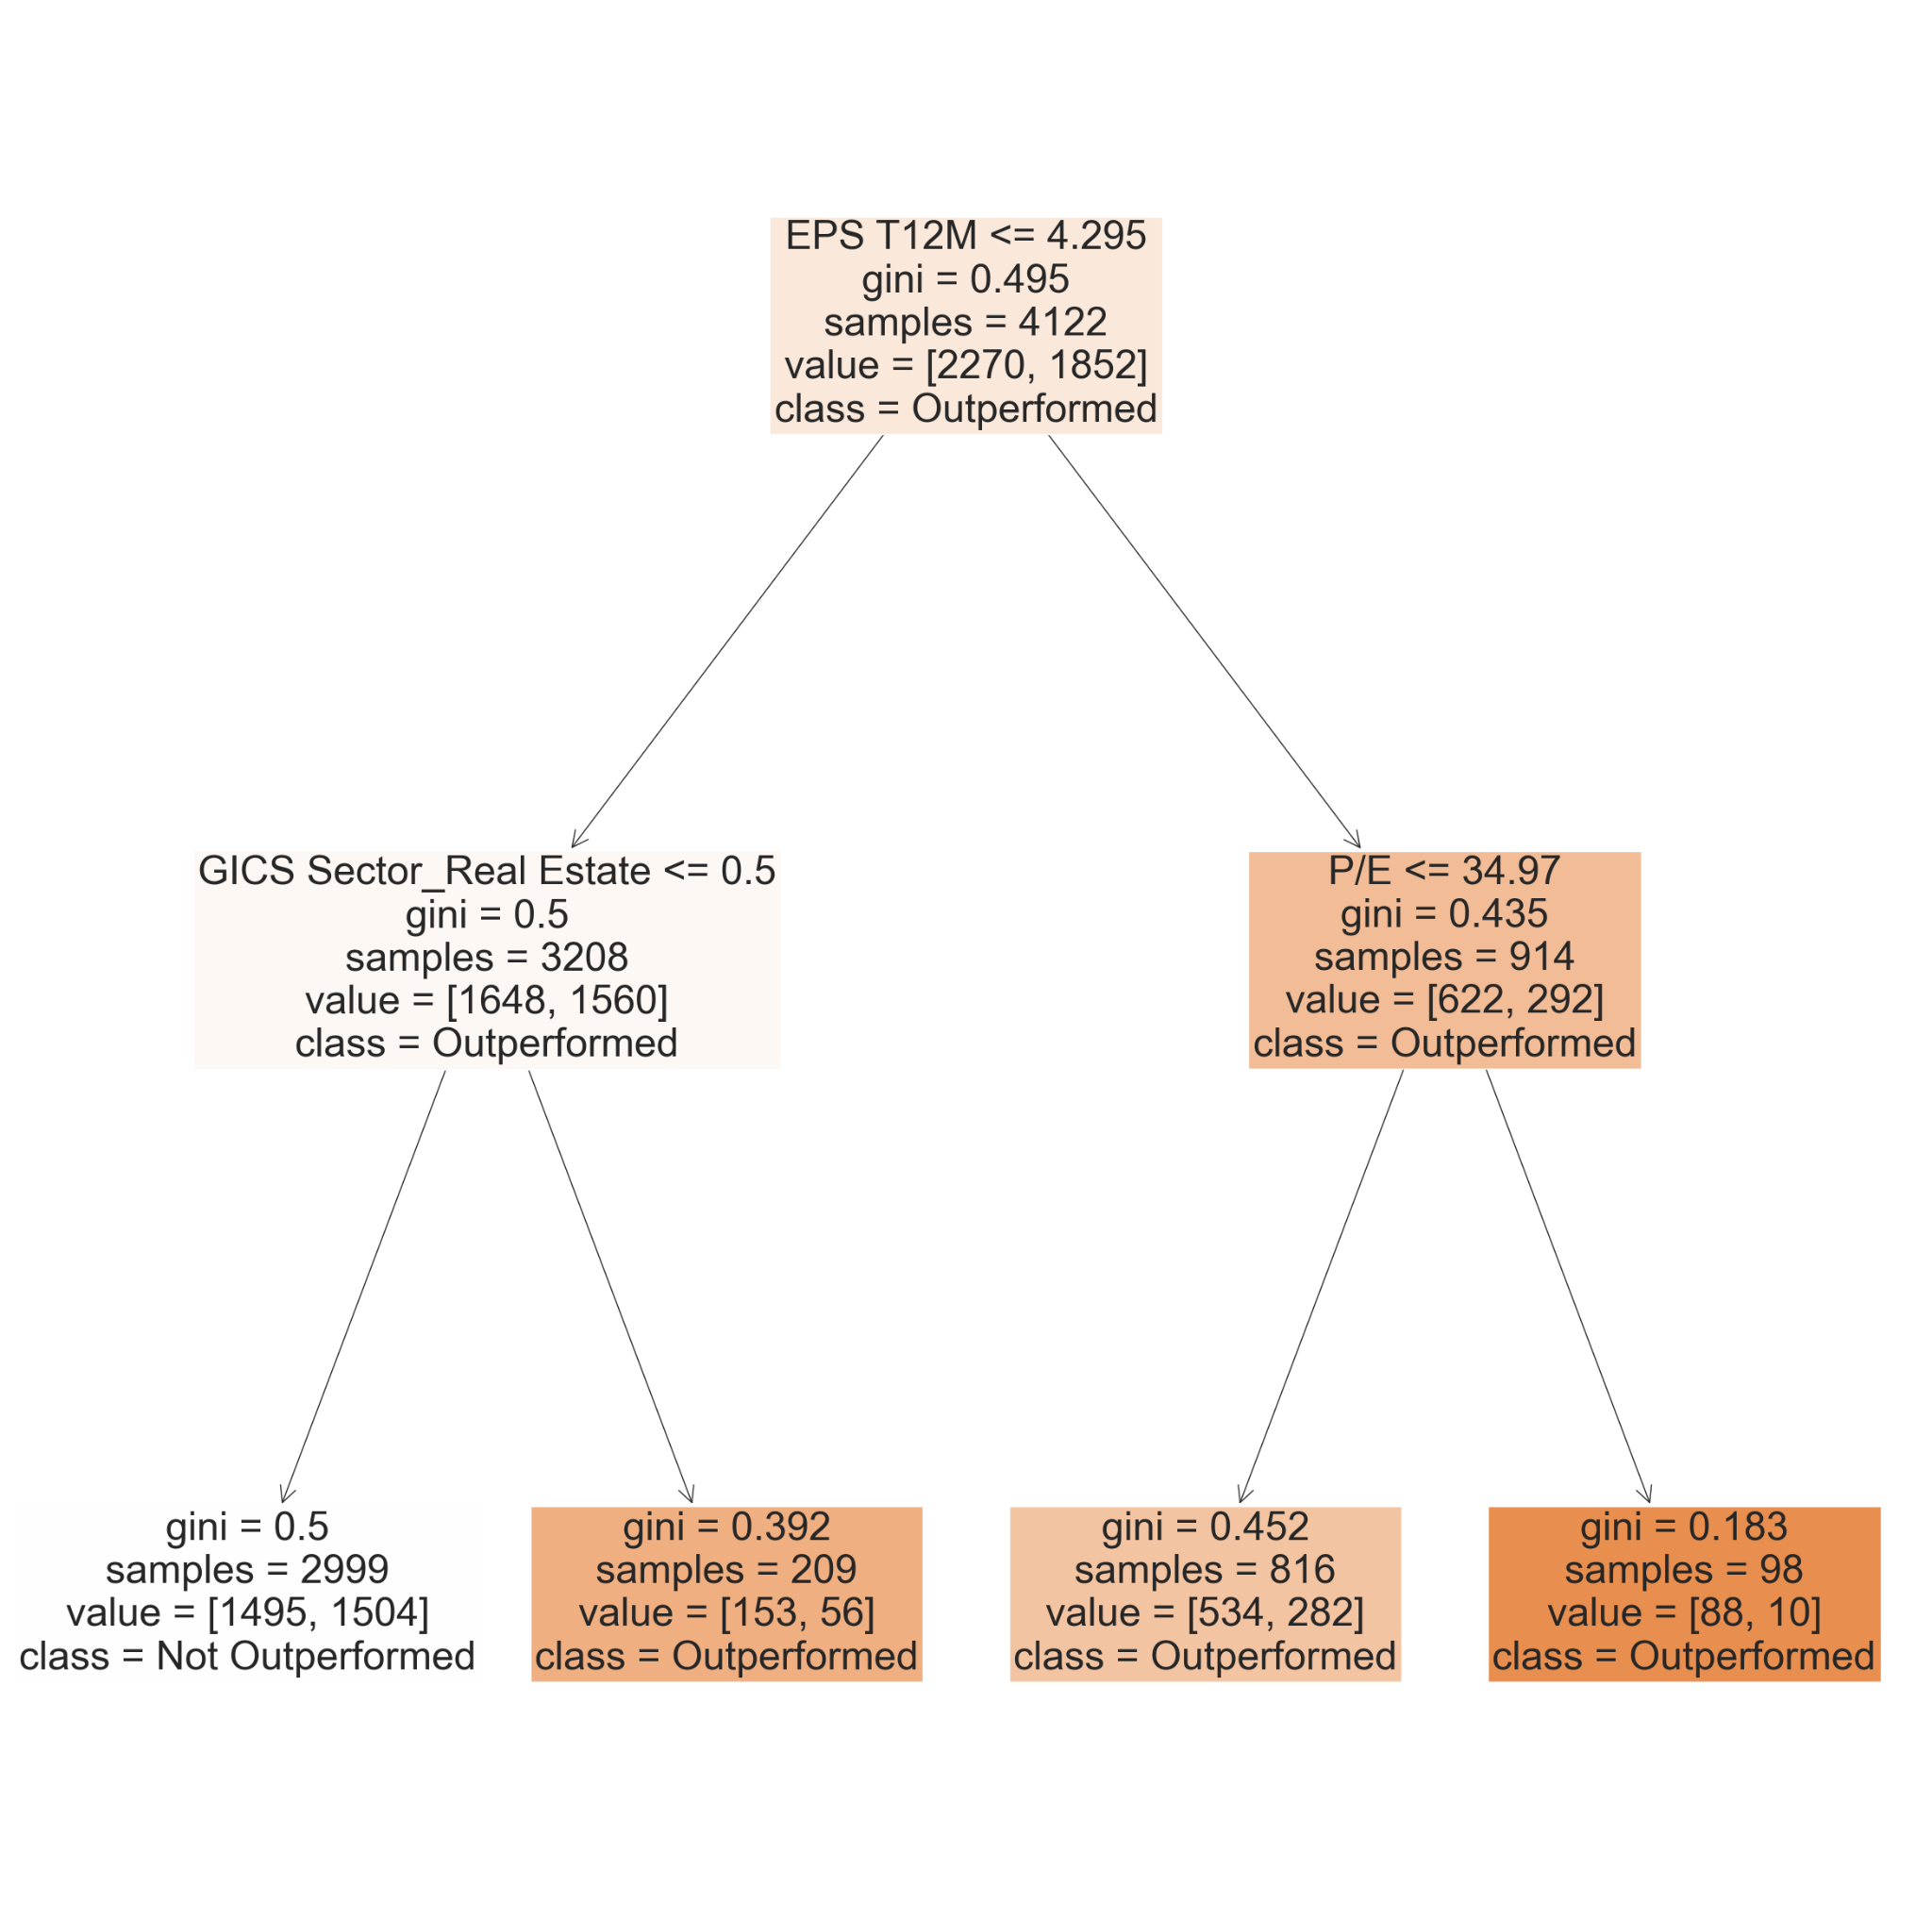 EPS T12M <= 4.295
gini = 0.495
samples = 4122
value = [2270, 1852]
class = Outperformed
GICS Sector_Real Estate <= 0.5
gini = 0.5
samples = 3208
value = [1648, 1560]
class = Outperformed
P/E <= 34.97
gini = 0.435
samples = 914
value = [622, 292]
class = Outperformed
gini = 0.5
samples = 2999
value = [1495, 1504]
class = Not Outperformed
gini = 0.392
samples = 209
value = [153, 56]
class = Outperformed
gini = 0.452
samples = 816
value = [534, 282]
class = Outperformed
gini = 0.183
samples = 98
value = [88, 10]
class = Outperformed